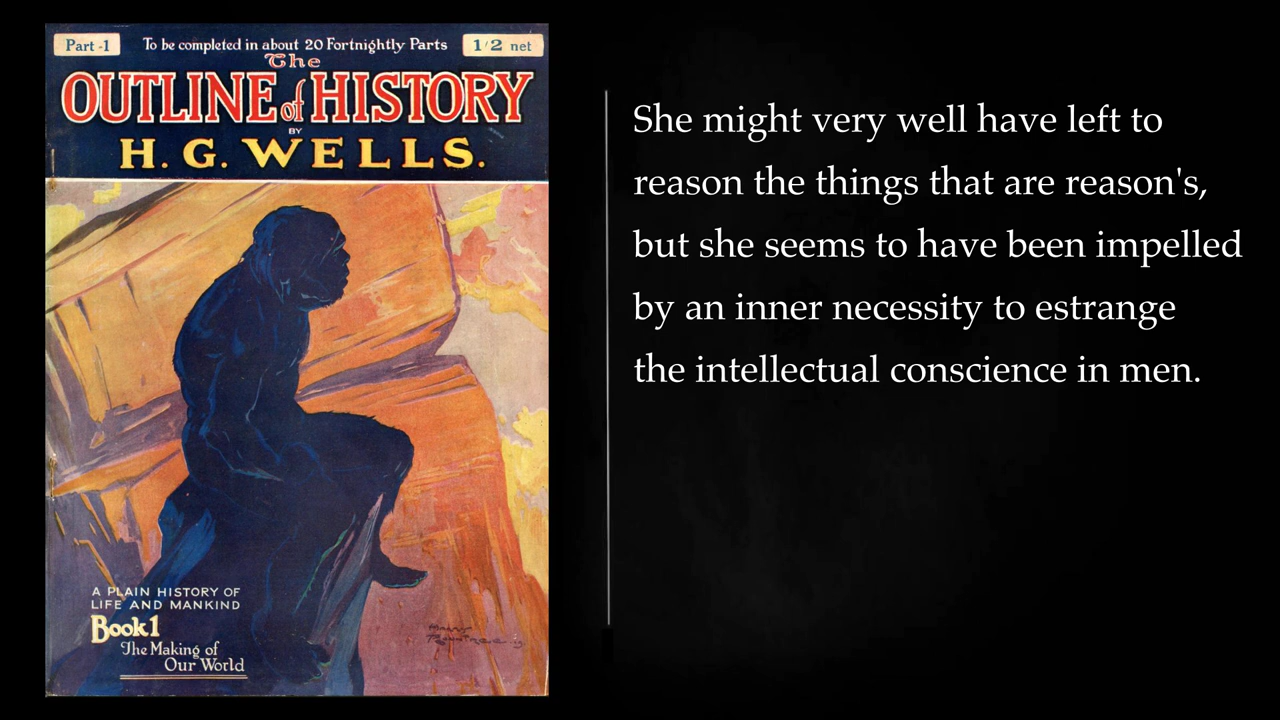 Part -1
To be completed in about 20 Fortnightly Parts
1/2 net
The
OUTLINE of HISTORY
BY
H. G. WELLS.
A PLAIN HISTORY OF
LIFE AND MANKIND
Book 1
The Making of
Our World
She might very well have left to
reason the things that are reason's,
but she seems to have been impelled
by an inner necessity to estrange
the intellectual conscience in men.